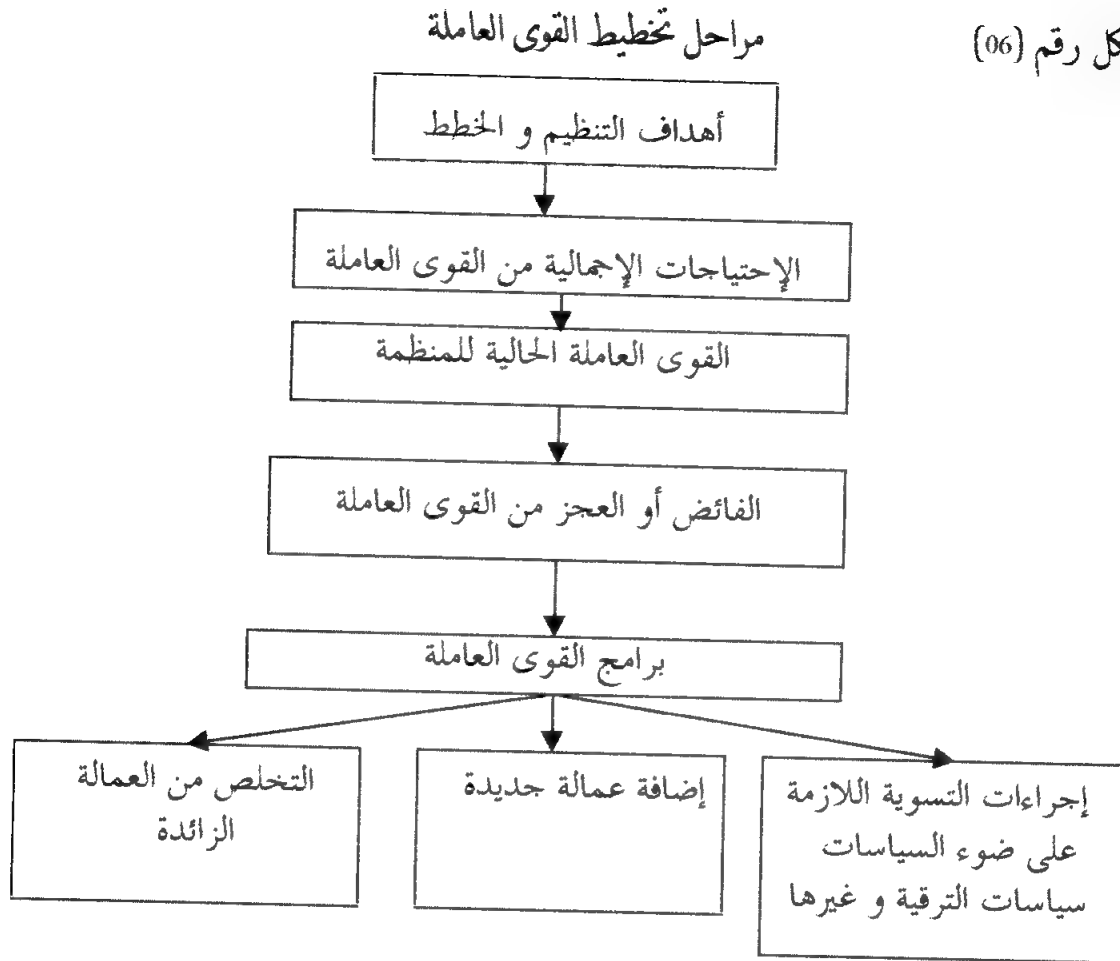 كل رقم (06)
مراحل تخطيط القوى العاملة
أهداف التنظيم و الخطط
الإحتياجات الإجمالية من القوى العاملة
القوى العاملة الحالية للمنظمة
الفائض أو العجز من القوى العاملة
برامج القوى العاملة
إجراءات التسوية اللازمة
على ضوء السياسات
سياسات الترقية و غيرها
إضافة عمالة جديدة
التخلص من العمالة
الزائدة